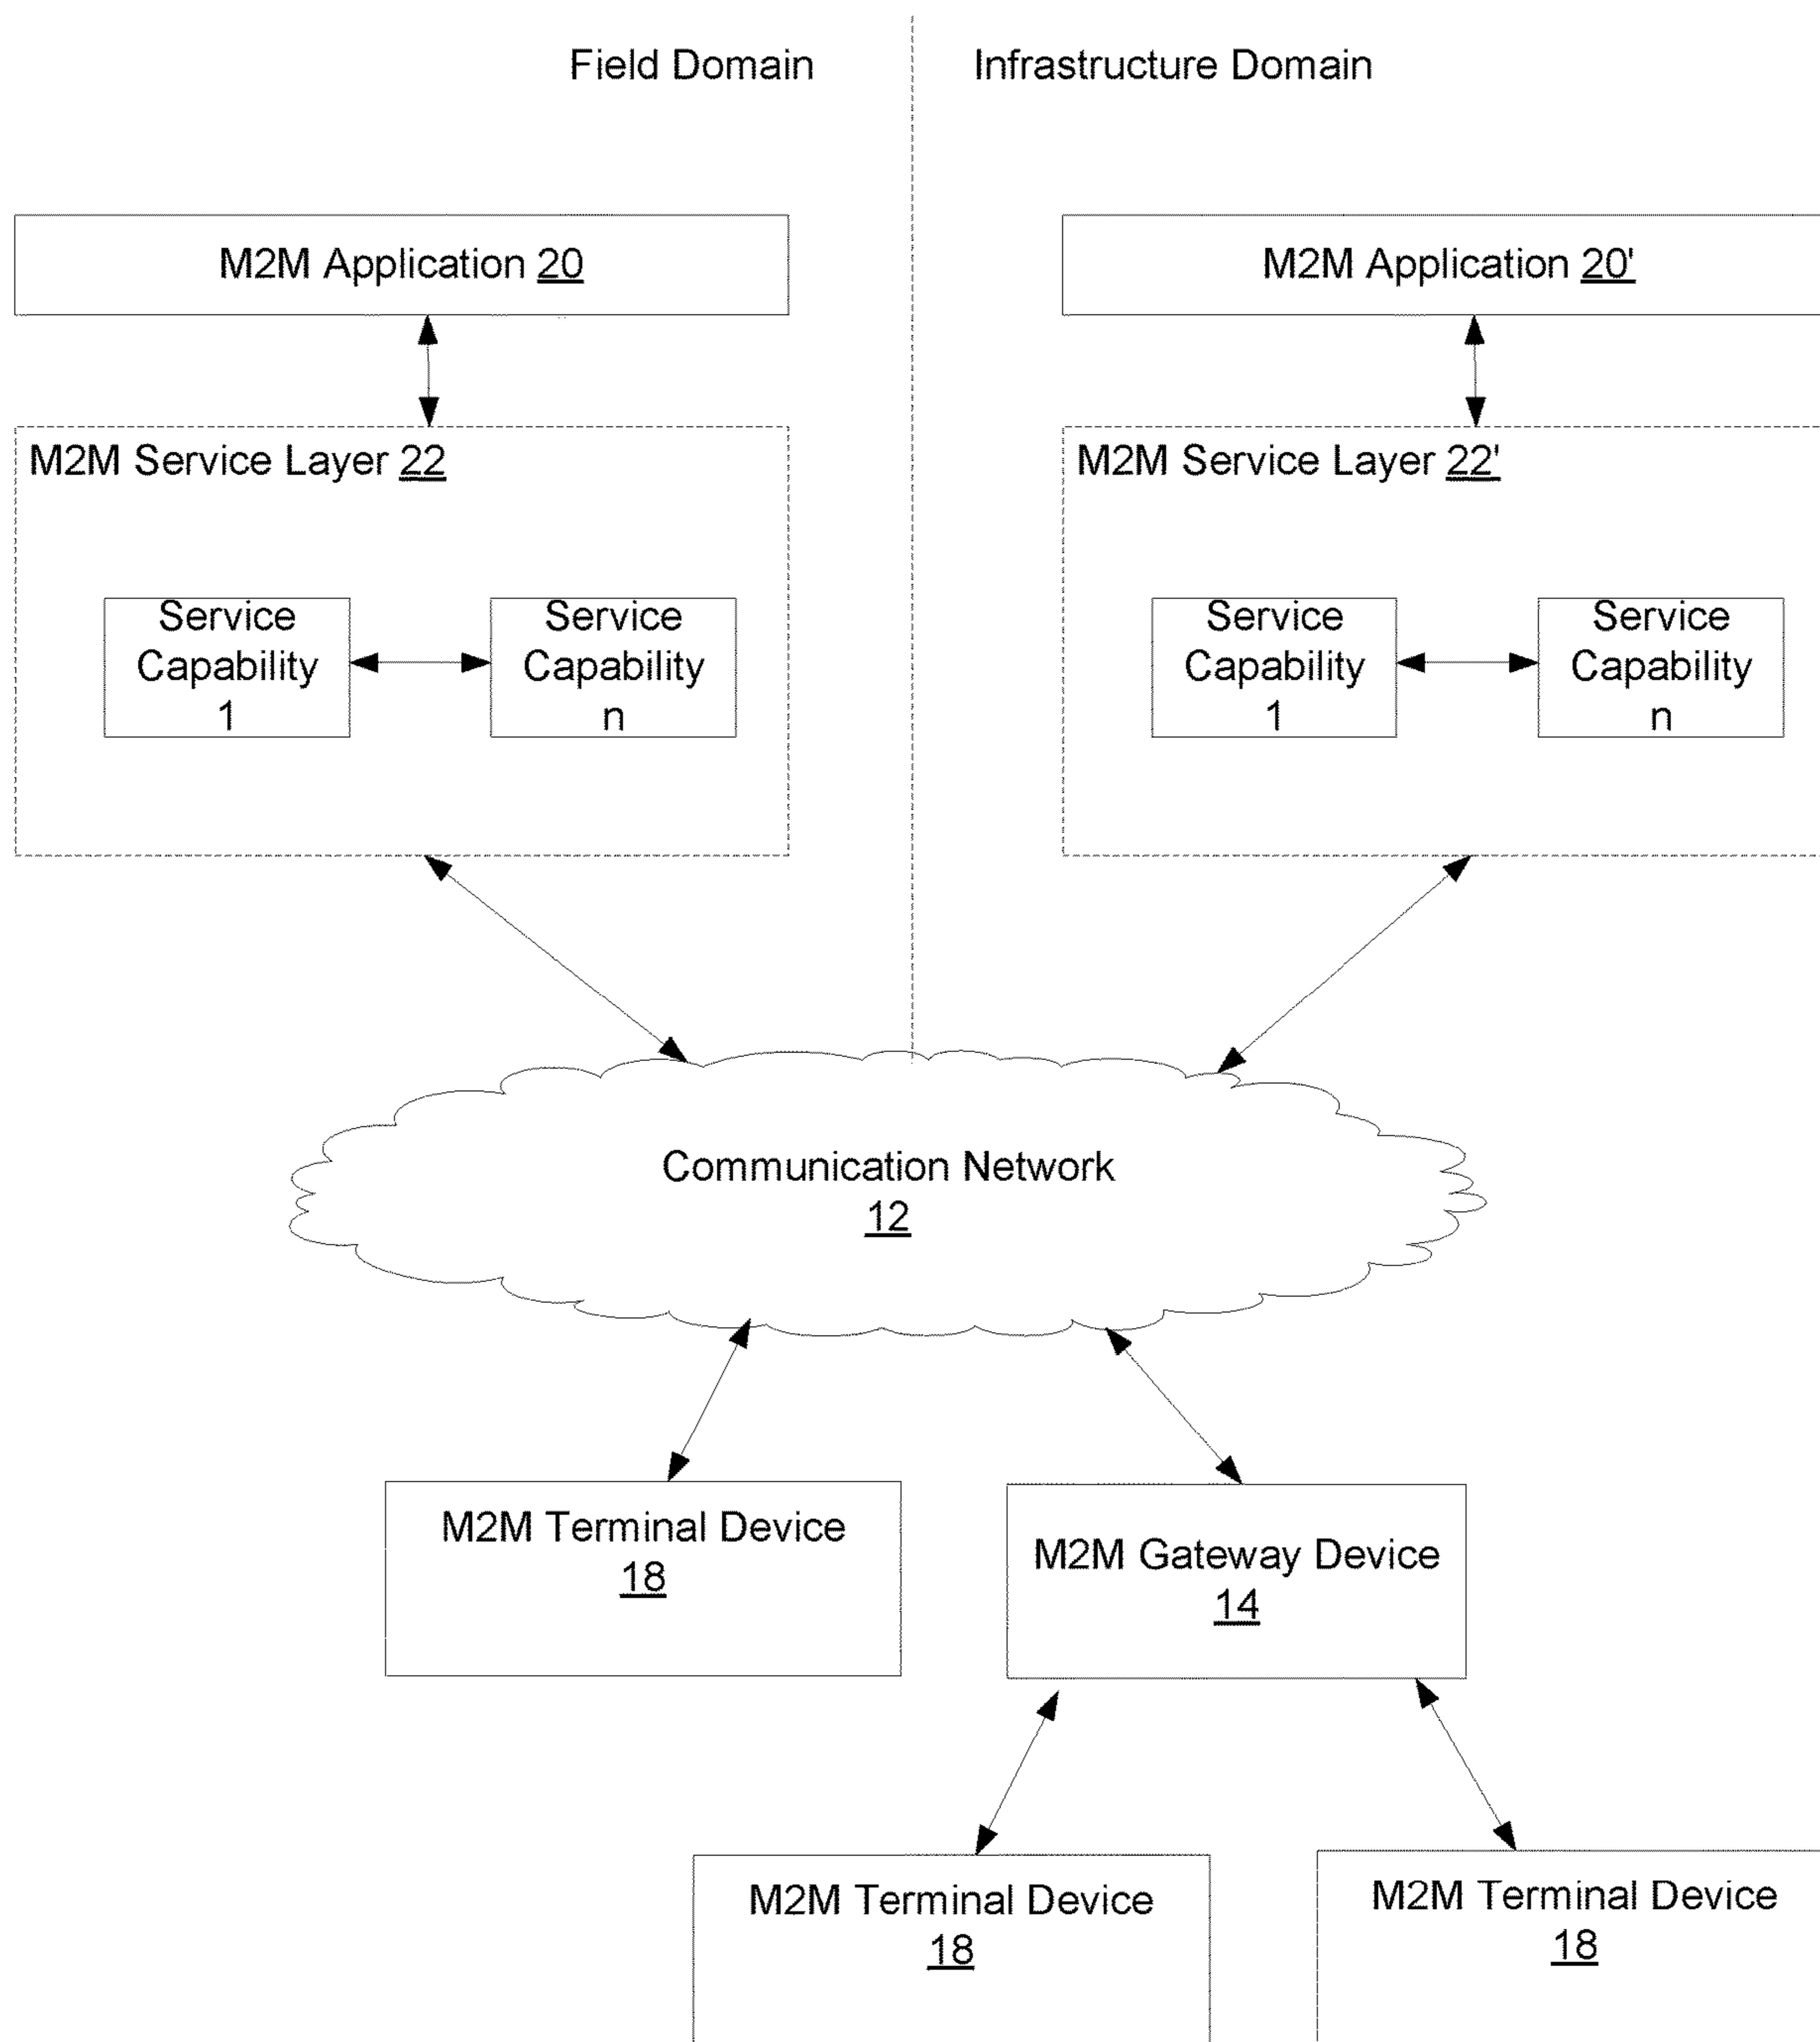 Field Domain
Infrastructure Domain
M2M Application 20
M2M Application 20'
M2M Service Layer 22
M2M Service Layer 22'
Service
Capability
1
Service
Capability
n
Service
Capability
1
Service
Capability
n
Communication Network
12
M2M Terminal Device
18
M2M Gateway Device
14
M2M Terminal Device
18
M2M Terminal Device
18